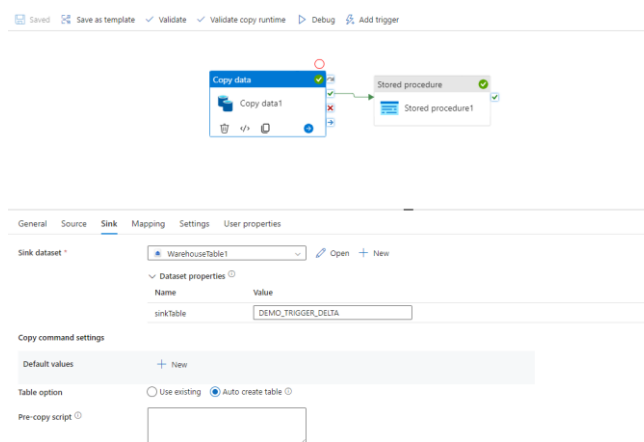 Saved Save as template Validate Validate copy runtime Debug Add trigger
Copy data
Copy data1
Stored procedure
Stored procedure1
General Source Sink Mapping Settings User properties
Sink dataset * WarehouseTable1 Open New
Dataset properties
Name Value
sinkTable DEMO_TRIGGER_DELTA
Copy command settings
Default values New
Table option Use existing Auto create table
Pre-copy script